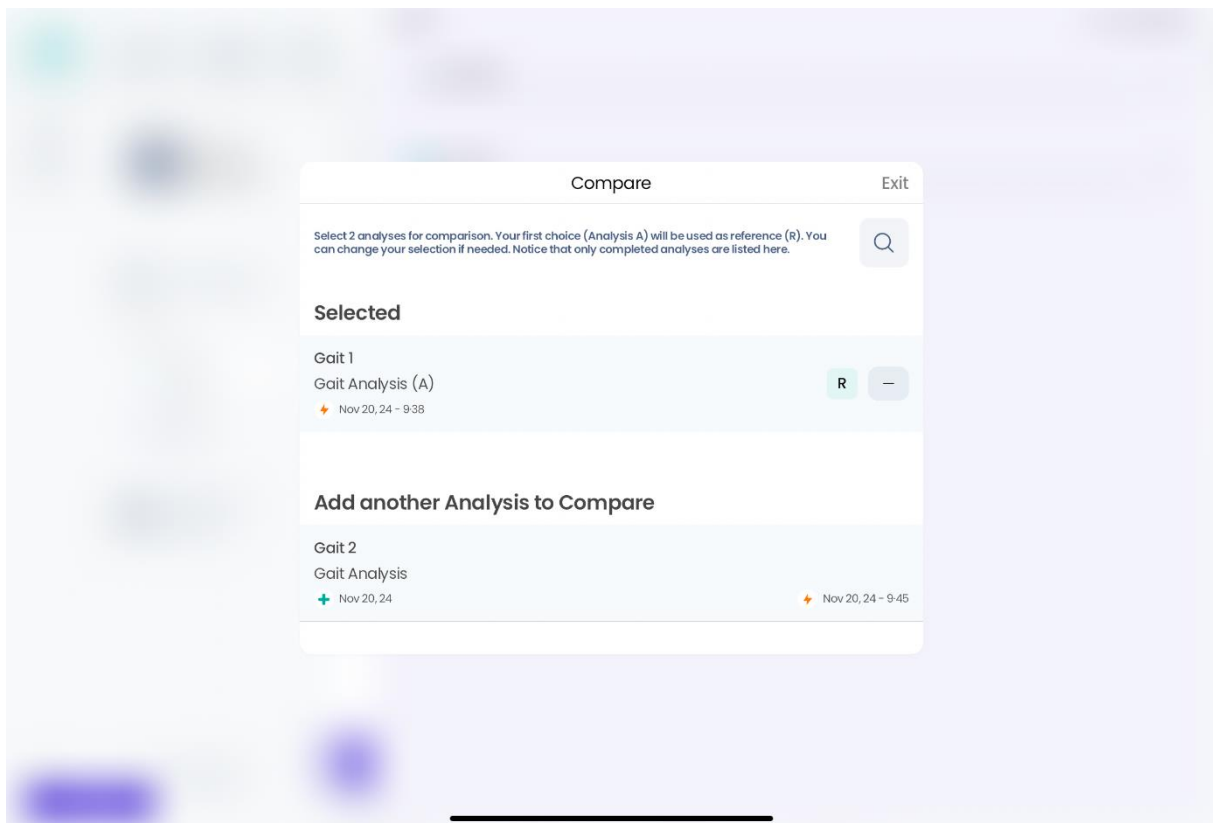 Compare
Exit
Select 2 analyses for comparison. Your first choice (Analysis A) will be used as reference (R). You
can change your selection if needed. Notice that only completed analyses are listed here.
Selected
Gait 1
Gait Analysis (A)
R
Nov 20, 24 - 9:38
Add another Analysis to Compare
Gait 2
Gait Analysis
Nov 20, 24
Nov 20, 24 - 9:45